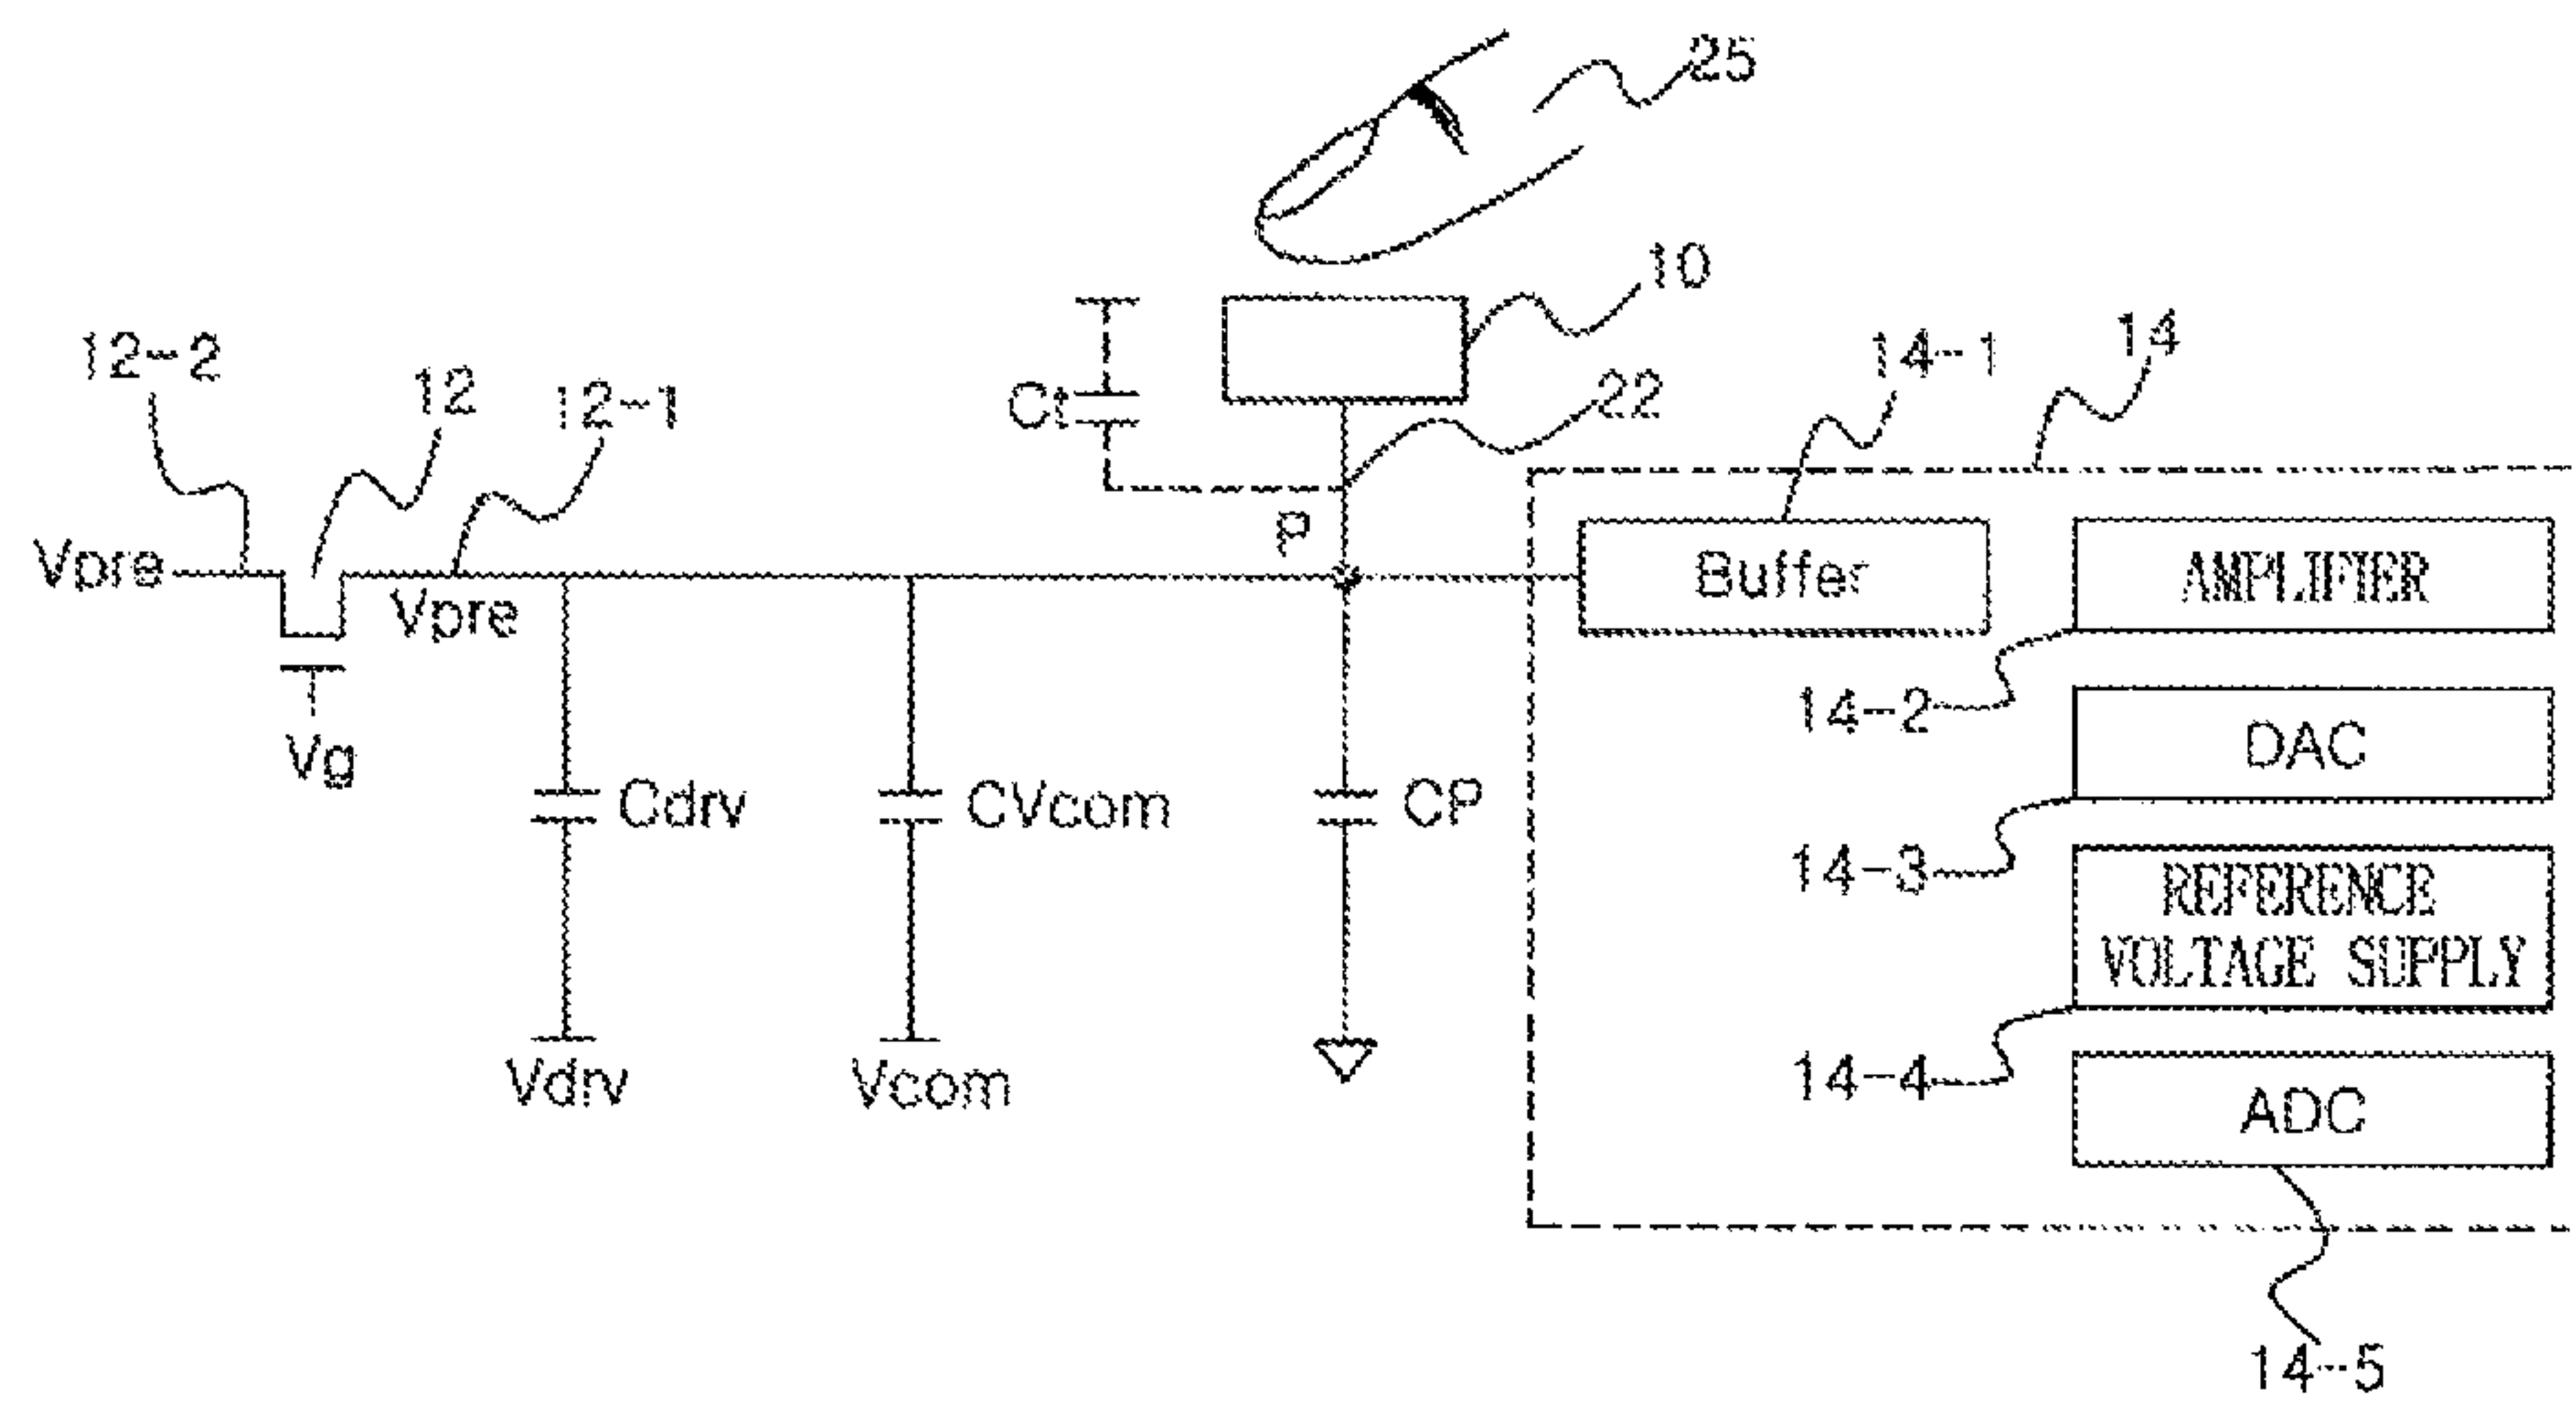 25
10
12-2
12
12-1
Ct
22
14-1
14
P
Vpre
Vpre
Buffer
AMPLIFIER
Vg
14-2
DAC
Cdrv
CVcom
CP
14-3
REFERENCE
VOLTAGE SUPPLY
Vdrv
Vcom
14-4
ADC
14-5